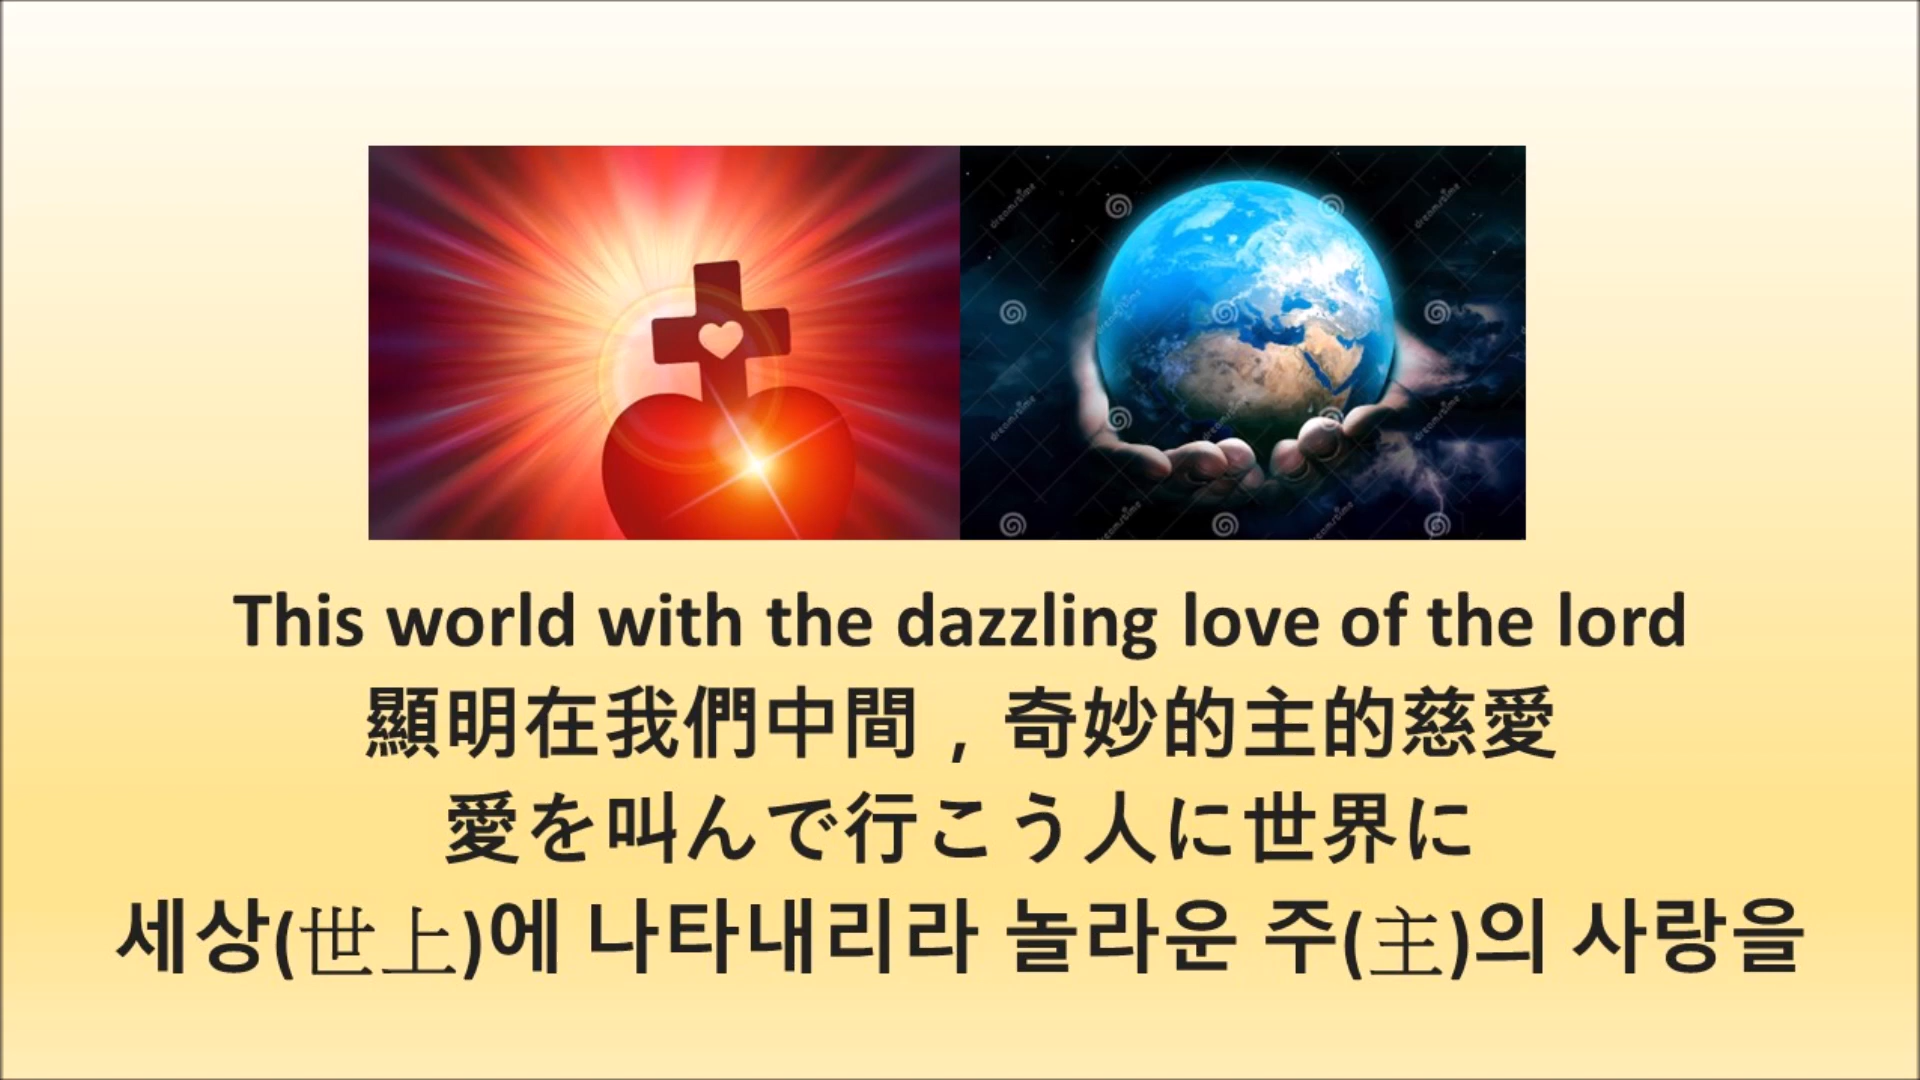 This world with the dazzling love of the lord
顯明在我們中間，奇妙的主的慈愛
愛を叫んで行こう人に世界に
세상(世上)에 나타내리라 놀라운 주(主)의 사랑을